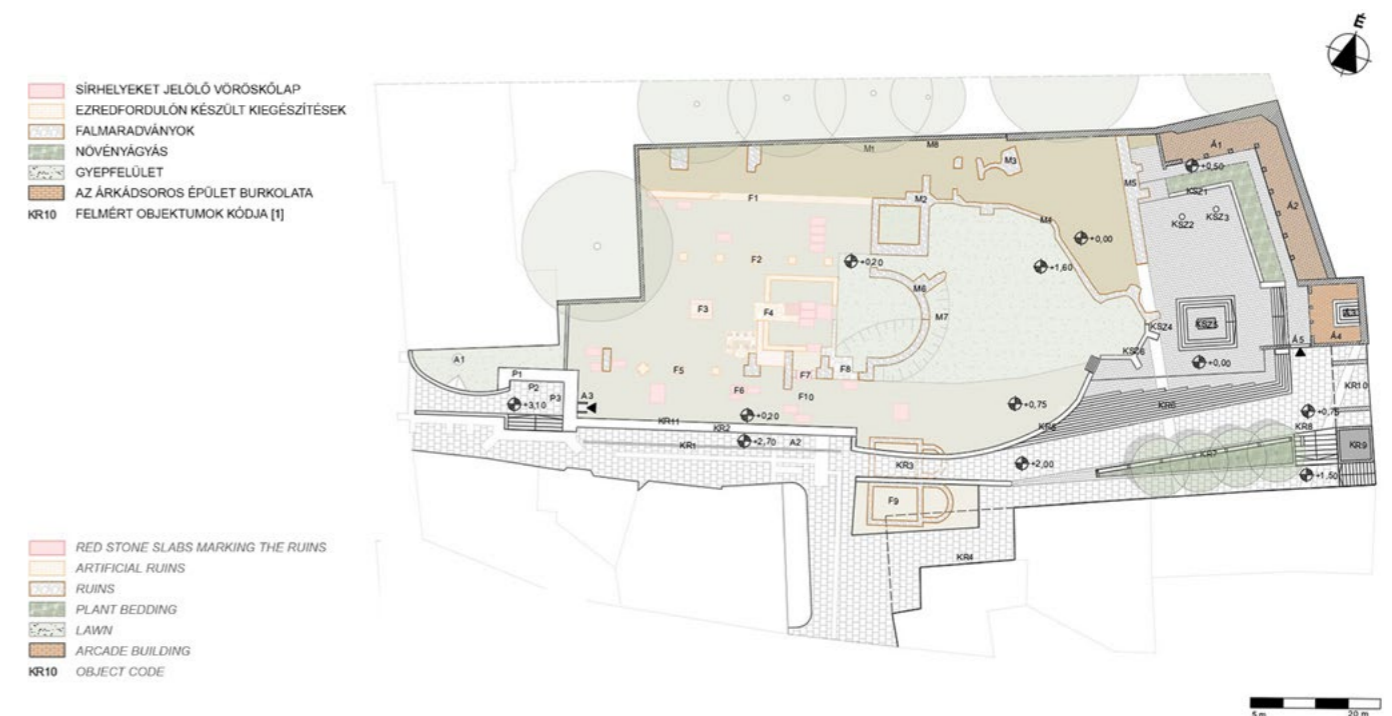 É
SÍRHELYEKET JELÖLŐ VÖRÖSKŐLAP
EZREDFORDULÓN KÉSZÜLT KIEGÉSZÍTÉSEK
FALMARADVÁNYOK
NÖVÉNYÁGYÁS
GYEPFELÜLET
AZ ÁRKÁDSOROS ÉPÜLET BURKOLATA
KR10 FELMÉRT OBJEKTUMOK KÓDJA [1]
M1
M8
M3
Á1
+0,50
M5
KSZ1
F1
M2
KSZ2
KSZ3
Á2
M4
+0,00
F2
+0,20
+1,60
M6
F3
F4
M7
KSZ4
KSZ5
Á4
Á5
A1
P1
P2
P3
+3,10
A3
F5
F6
F7
F8
F10
KSZ6
+0,00
KR10
+0,20
+0,75
KR6
+0,75
KR11
KR2
KR5
KR8
KR9
KR1
+2,70
A2
KR3
+2,00
KR7
+1,50
F9
KR4
RED STONE SLABS MARKING THE RUINS
ARTIFICIAL RUINS
RUINS
PLANT BEDDING
LAWN
ARCADE BUILDING
KR10 OBJECT CODE
5 m
20 m